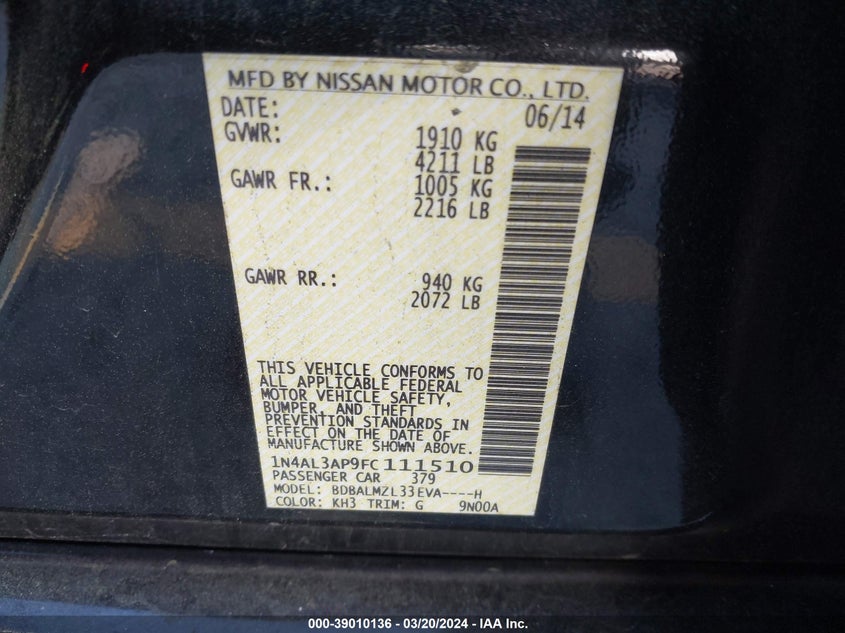 MFD BY NISSAN MOTOR CO., LTD.
DATE: 06/14
GVWR: 1910 KG
4211 LB
GAWR FR.: 1005 KG
2216 LB
GAWR RR.: 940 KG
2072 LB
THIS VEHICLE CONFORMS TO
ALL APPLICABLE FEDERAL
MOTOR VEHICLE SAFETY,
BUMPER, AND THEFT
PREVENTION STANDARDS IN
EFFECT ON THE DATE OF
MANUFACTURE SHOWN ABOVE.
1N4AL3AP9FC111510
PASSENGER CAR 379
MODEL: BDBALMZL33EVA----H
COLOR: KH3 TRIM: G 9N00A
000-39010136 - 03/20/2024 - IAA Inc.